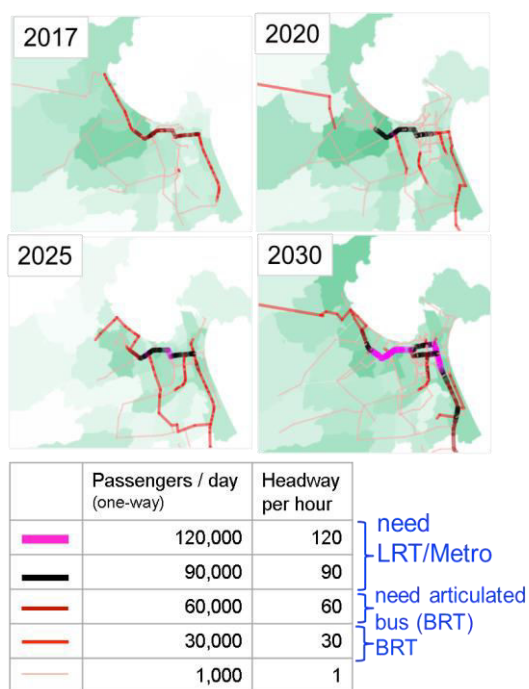 2017
2020
2025
2030
Passengers / day
(one-way)
Headway
per hour
120,000
120
need
LRT/Metro
90,000
90
60,000
60
need articulated
bus (BRT)
30,000
30
BRT
1,000
1